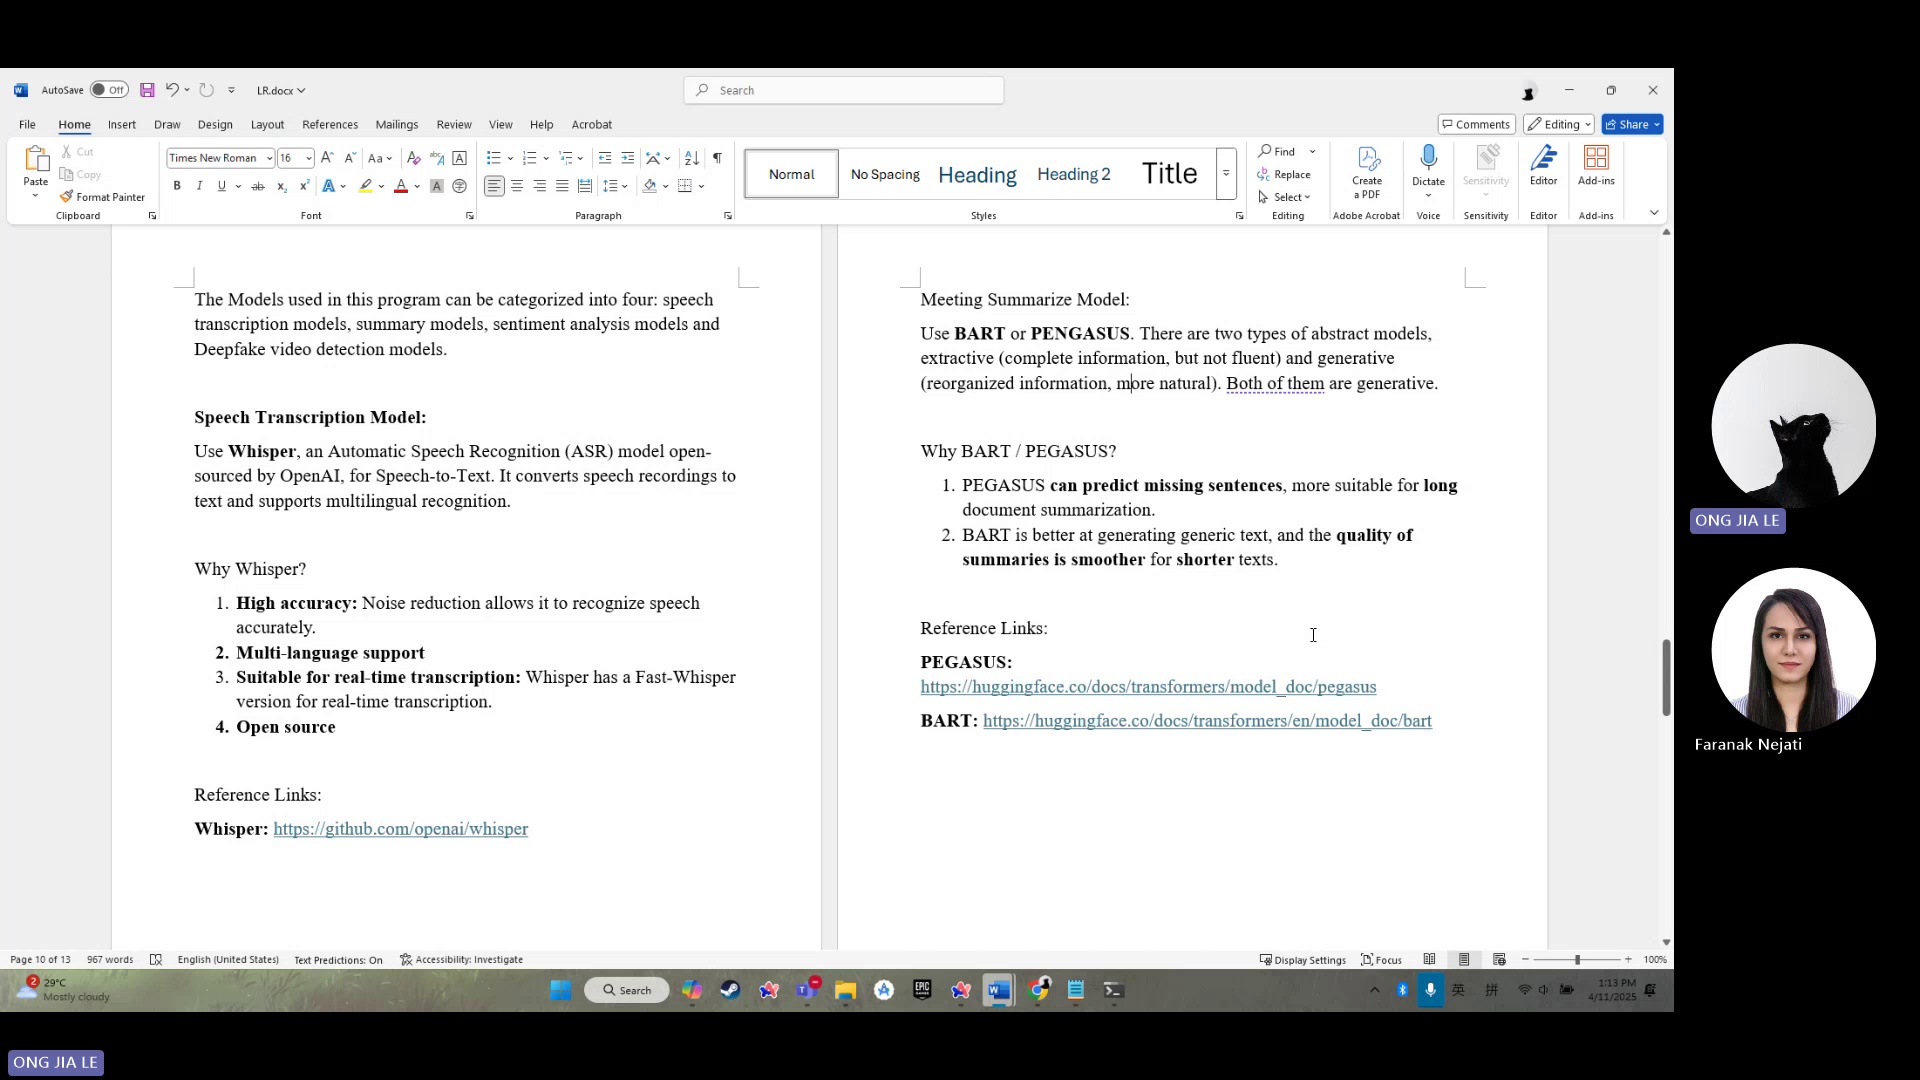 AutoSave Off LR.docx Search
File Home Insert Draw Design Layout References Mailings Review View Help Acrobat Comments Editing Share
Paste Cut Copy Format Painter Clipboard
Times New Roman 16 Font
Paragraph
Normal No Spacing Heading Heading 2 Title Styles
Find Replace Select Editing
Create a PDF Adobe Acrobat
Dictate Voice
Sensitivity Sensitivity
Editor Editor
Add-ins Add-ins
The Models used in this program can be categorized into four: speech
transcription models, summary models, sentiment analysis models and
Deepfake video detection models.
Speech Transcription Model:
Use Whisper, an Automatic Speech Recognition (ASR) model open-
sourced by OpenAI, for Speech-to-Text. It converts speech recordings to
text and supports multilingual recognition.
Why Whisper?
1. High accuracy: Noise reduction allows it to recognize speech
accurately.
2. Multi-language support
3. Suitable for real-time transcription: Whisper has a Fast-Whisper
version for real-time transcription.
4. Open source
Reference Links:
Whisper: https://github.com/openai/whisper
Meeting Summarize Model:
Use BART or PENGASUS. There are two types of abstract models,
extractive (complete information, but not fluent) and generative
(reorganized information, more natural). Both of them are generative.
Why BART / PEGASUS?
1. PEGASUS can predict missing sentences, more suitable for long
document summarization.
2. BART is better at generating generic text, and the quality of
summaries is smoother for shorter texts.
Reference Links:
PEGASUS:
https://huggingface.co/docs/transformers/model_doc/pegasus
BART: https://huggingface.co/docs/transformers/en/model_doc/bart
ONG JIA LE
Faranak Nejati
Page 10 of 13 967 words English (United States) Text Predictions: On Accessibility: Investigate Display Settings Focus 100%
2 29°C
Mostly cloudy
Search
EPIC GAMES
英 拼
1:13 PM
4/11/2025
ONG JIA LE